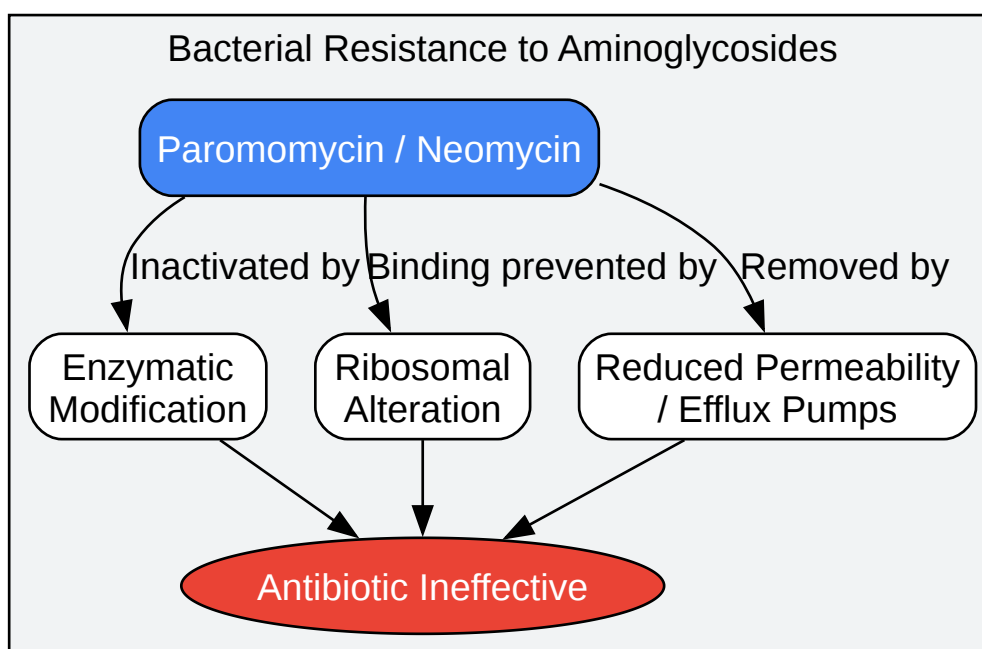 Bacterial Resistance to Aminoglycosides
Paromomycin / Neomycin
Inactivated by
Binding prevented by
Removed by
Enzymatic
Modification
Ribosomal
Alteration
Reduced Permeability
/ Efflux Pumps
Antibiotic Ineffective